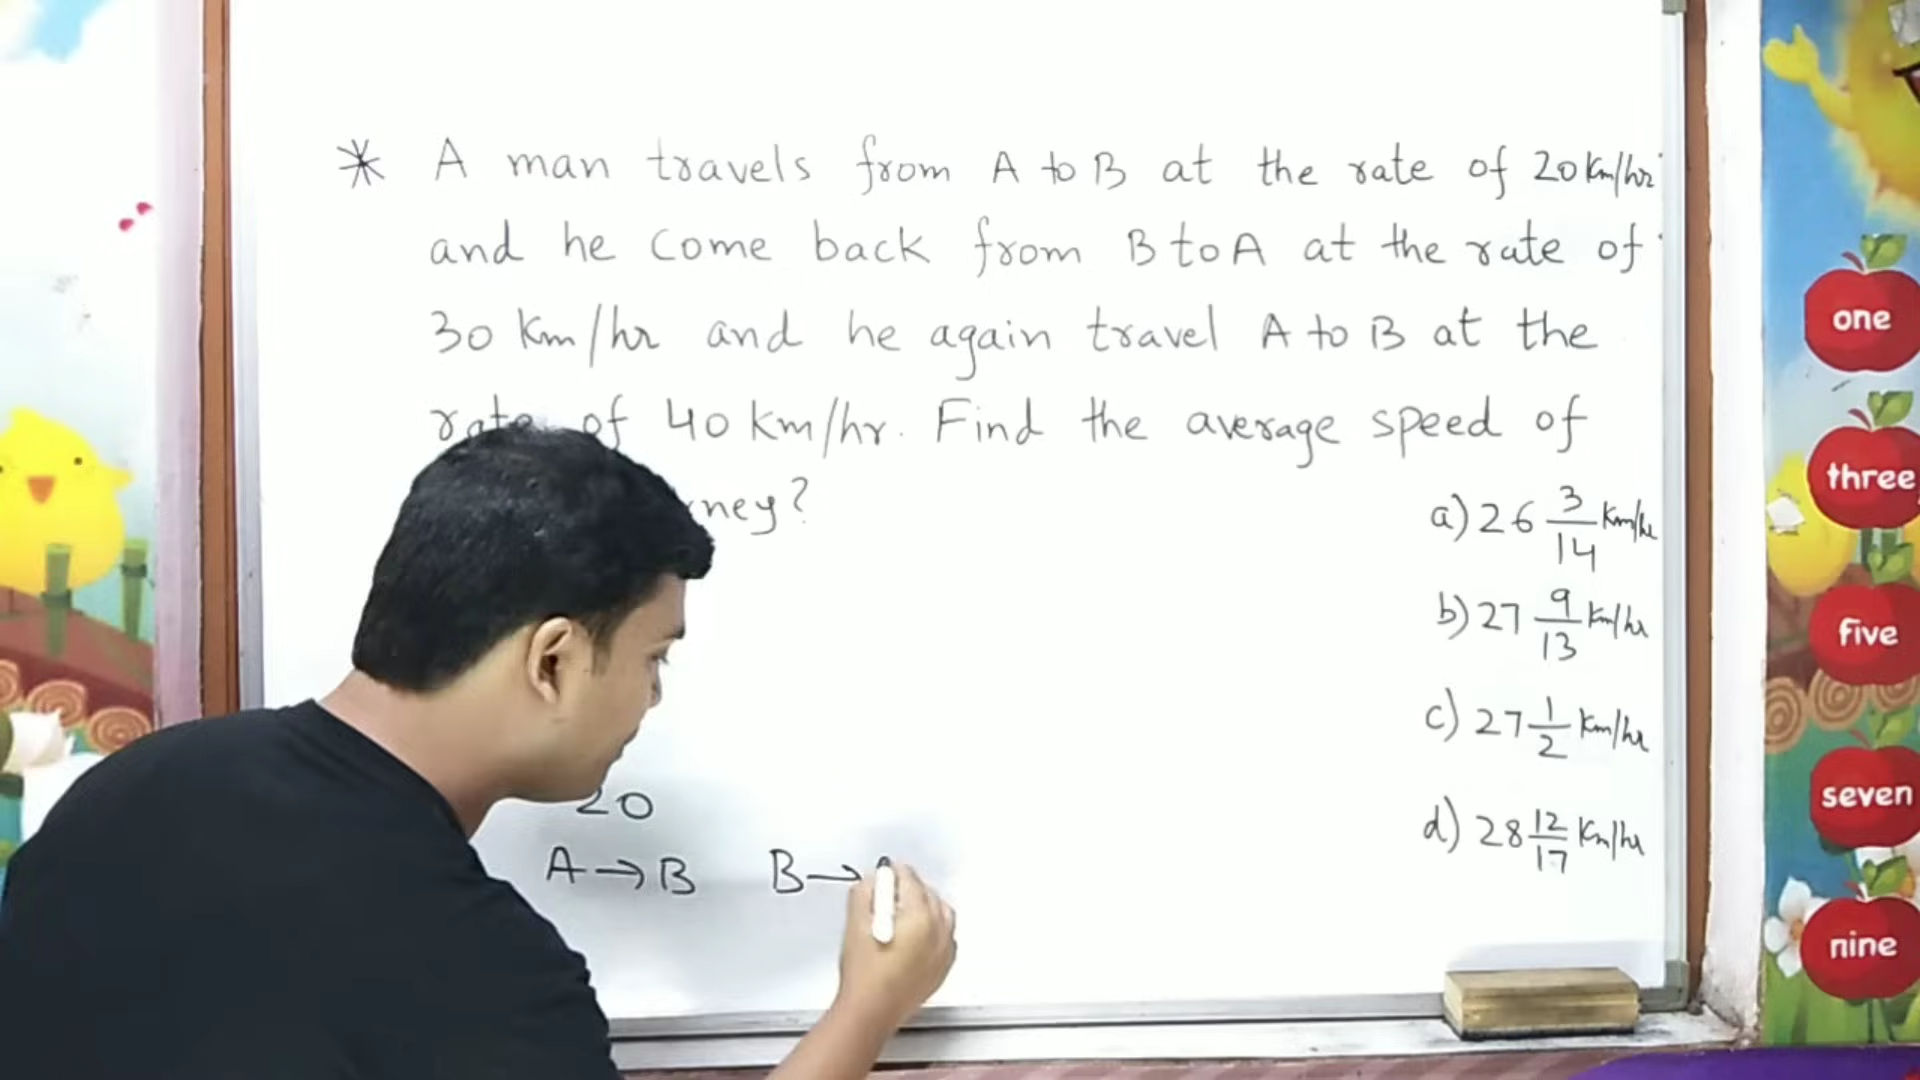 * A man travels from A to B at the rate of 20 km/hr
and he come back from B to A at the rate of
30 Km/hr and he again travel A to B at the
rate of 40 km/hr. Find the average speed of
rney?
a) 26 3/14 Km/hr
b) 27 9/13 Km/hr
c) 27 1/2 Km/hr
d) 28 12/17 Km/hr
20
A → B B →
one
three
five
seven
nine